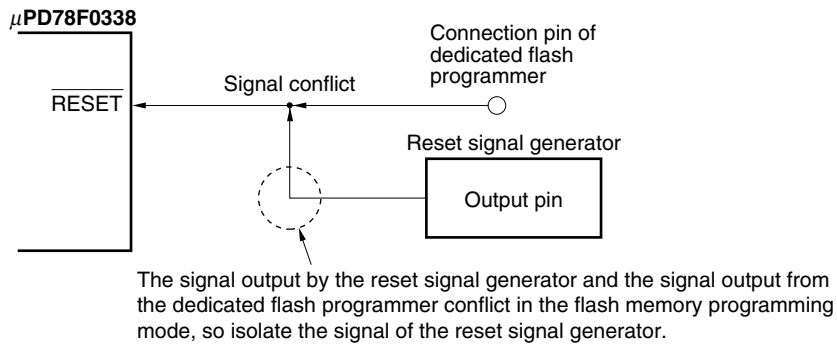 μPD78F0338
Connection pin of
dedicated flash
programmer
Signal conflict
RESET
Reset signal generator
Output pin
The signal output by the reset signal generator and the signal output from
the dedicated flash programmer conflict in the flash memory programming
mode, so isolate the signal of the reset signal generator.